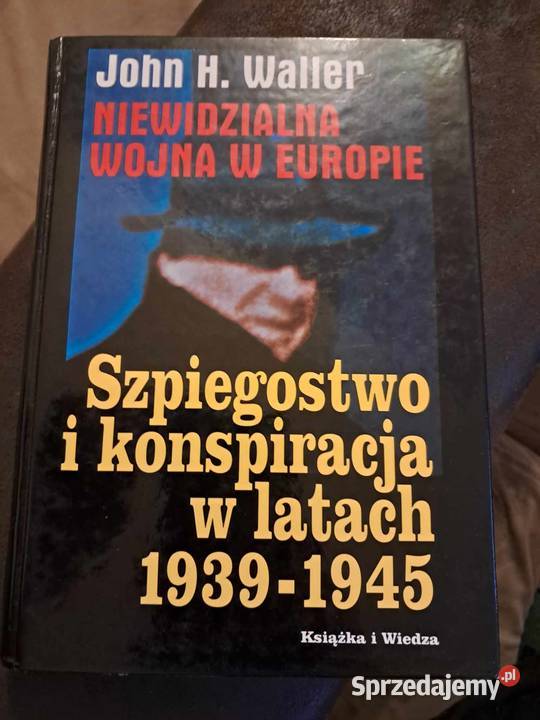 John H. Waller
NIEWIDZIALNA
WOJNA W EUROPIE
Szpiegostwo
i konspiracja
w latach
1939-1945
Książka i Wiedza
Sprzedajemy.pl